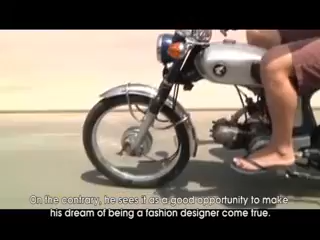 On the contrary, he sees it as a good opportunity to make
his dream of being a fashion designer come true.